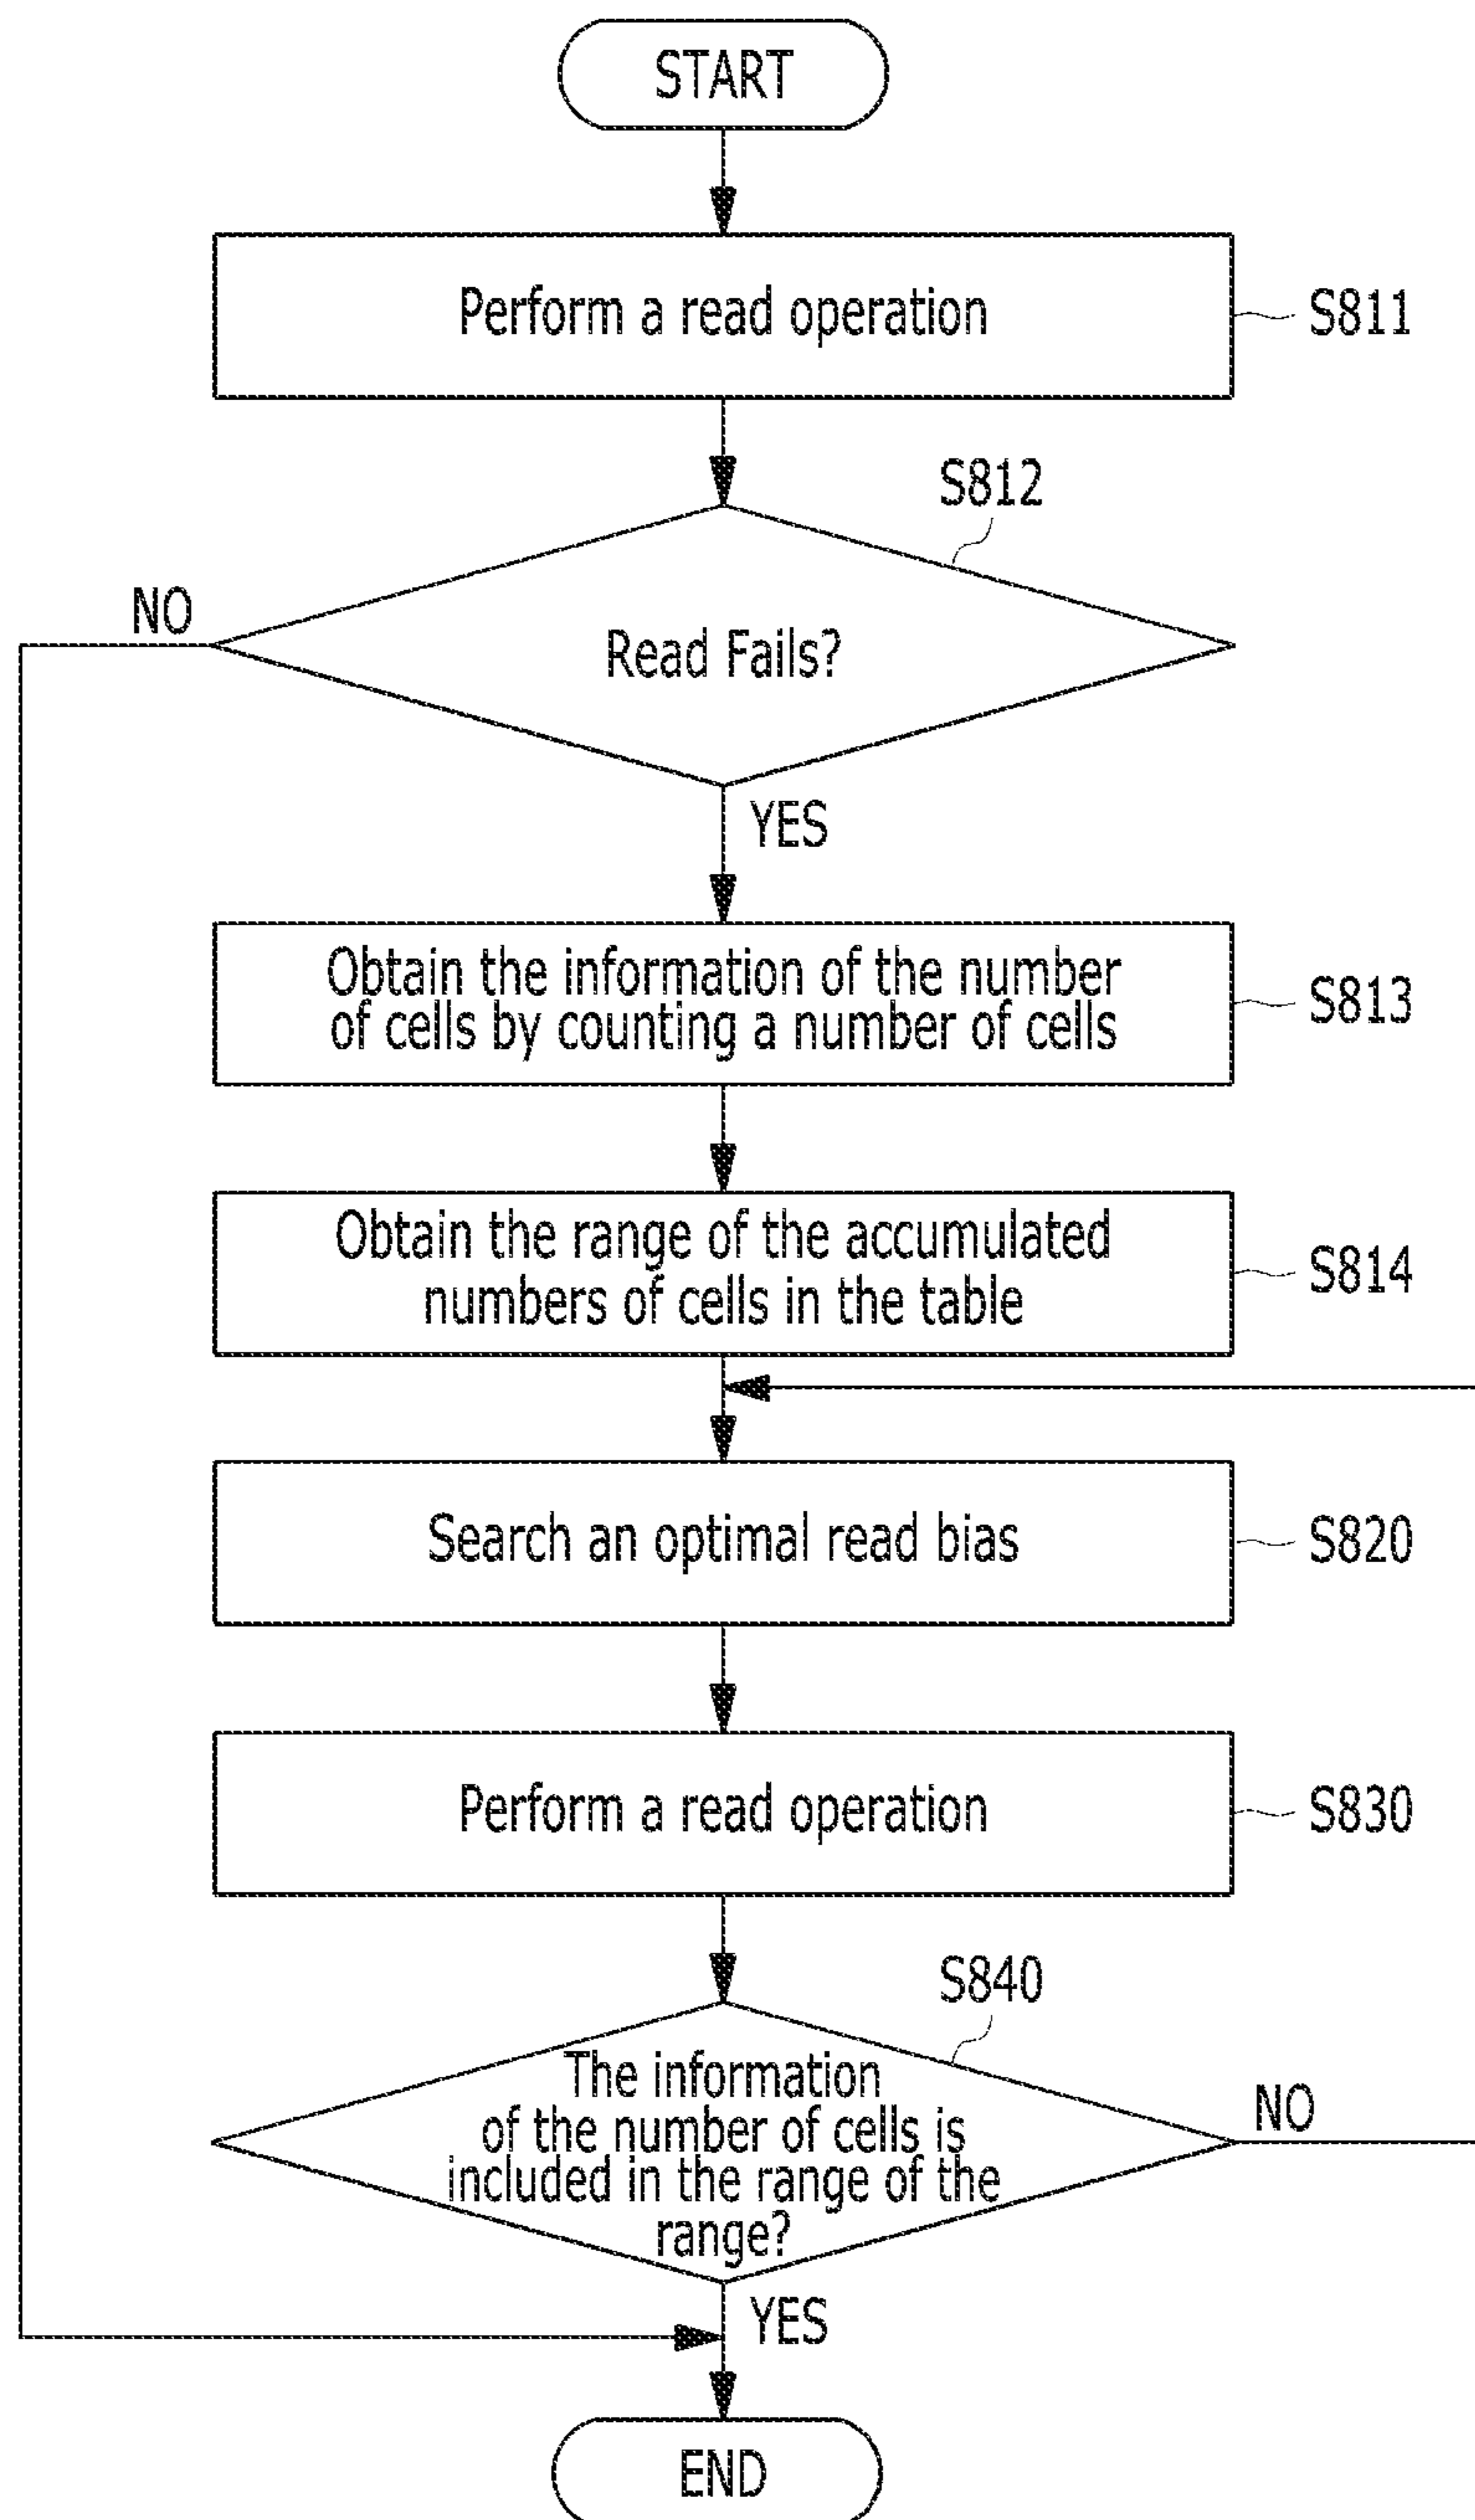 START
Perform a read operation
S811
S812
NO
Read Fails?
YES
Obtain the information of the number
of cells by counting a number of cells
S813
Obtain the range of the accumulated
numbers of cells in the table
S814
Search an optimal read bias
S820
Perform a read operation
S830
S840
The information
of the number of cells is
included in the range of the
range?
NO
YES
END